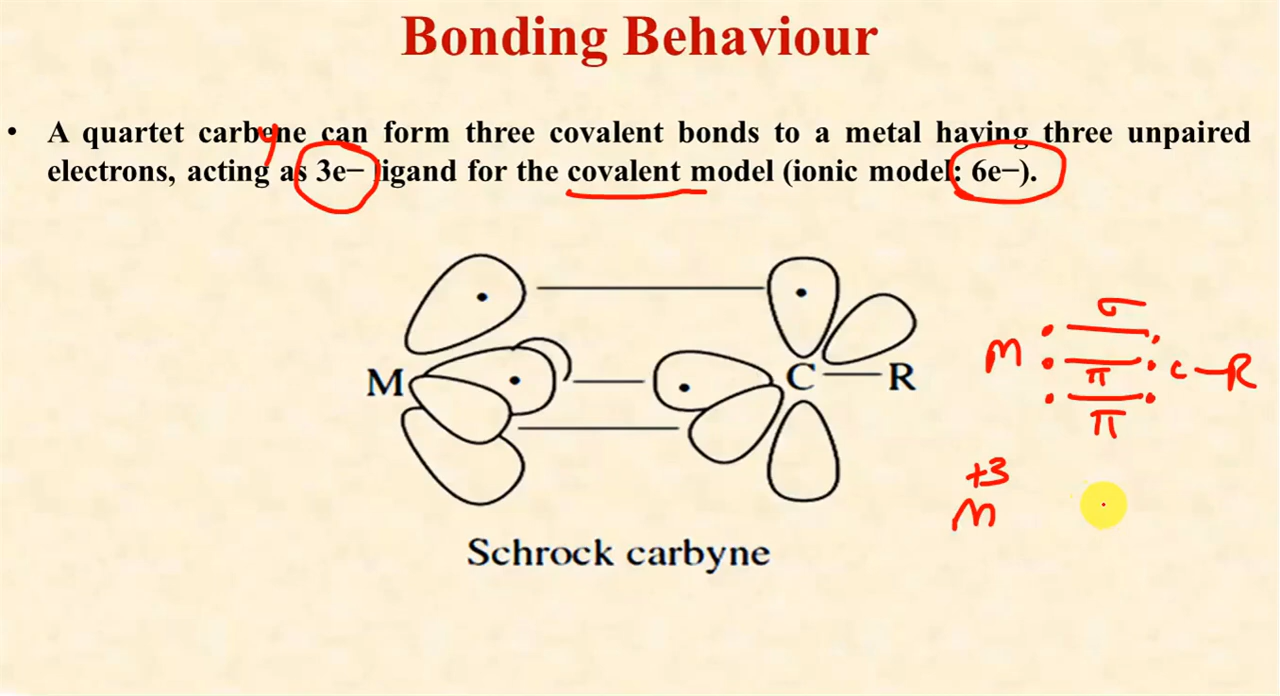 Bonding Behaviour
• A quartet carbene can form three covalent bonds to a metal having three unpaired
y
electrons, acting as 3e− ligand for the covalent model (ionic model: 6e−).
σ
M π C-R
π
M C — R
+3
M
Schrock carbyne